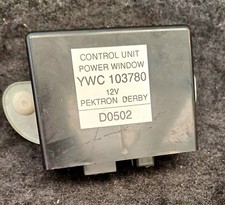 CONTROL UNIT
POWER WINDOW
YWC 103780
12V
PEKTRON DERBY
D0502